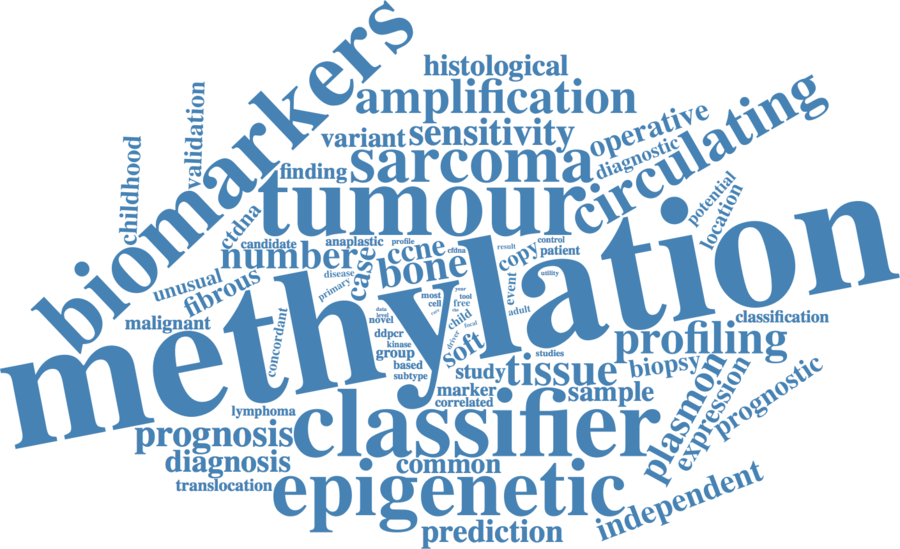 biomarkers
histological
amplification
circulating
validation
childhood
variant
sensitivity
operative
diagnostic
finding
sarcoma
tumour
potential
location
ctdna
candidate
anaplastic
profile
number
case
ccne
cfdna
result
control
copy
patient
bone
unusual
fibrous
disease
primary
event
utility
methylation
malignant
concordant
most
cell
year
tool
free
the
rare
data
level
novel
child
adult
classification
ddpcr
kinase
driver
focal
group
soft
profiling
based
subtype
studies
study
tissue
biopsy
marker
sample
correlated
plasmon
expression
prognostic
lymphoma
classifier
prognosis
diagnosis
common
translocation
epigenetic
independent
prediction